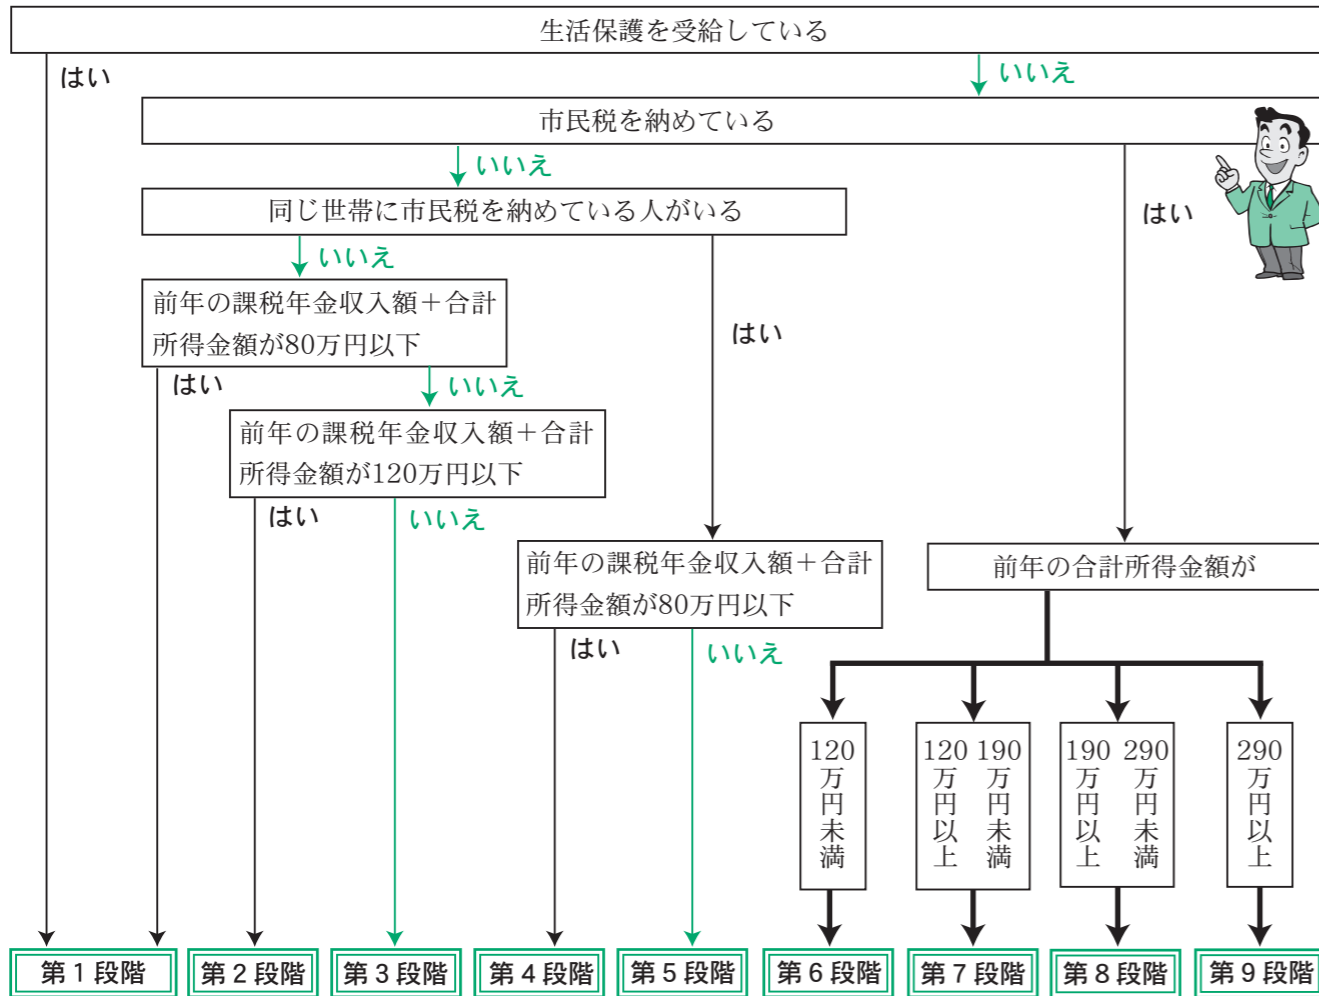 生活保護を受給している
はい
いいえ
市民税を納めている
いいえ
はい
同じ世帯に市民税を納めている人がいる
いいえ
はい
前年の課税年金収入額＋合計
所得金額が80万円以下
はい
いいえ
前年の課税年金収入額＋合計
所得金額が120万円以下
はい
いいえ
前年の課税年金収入額＋合計
所得金額が80万円以下
はい
いいえ
前年の合計所得金額が
120万円未満
120万円以上
190万円未満
190万円以上
290万円未満
290万円以上
第１段階
第２段階
第３段階
第４段階
第５段階
第６段階
第７段階
第８段階
第９段階